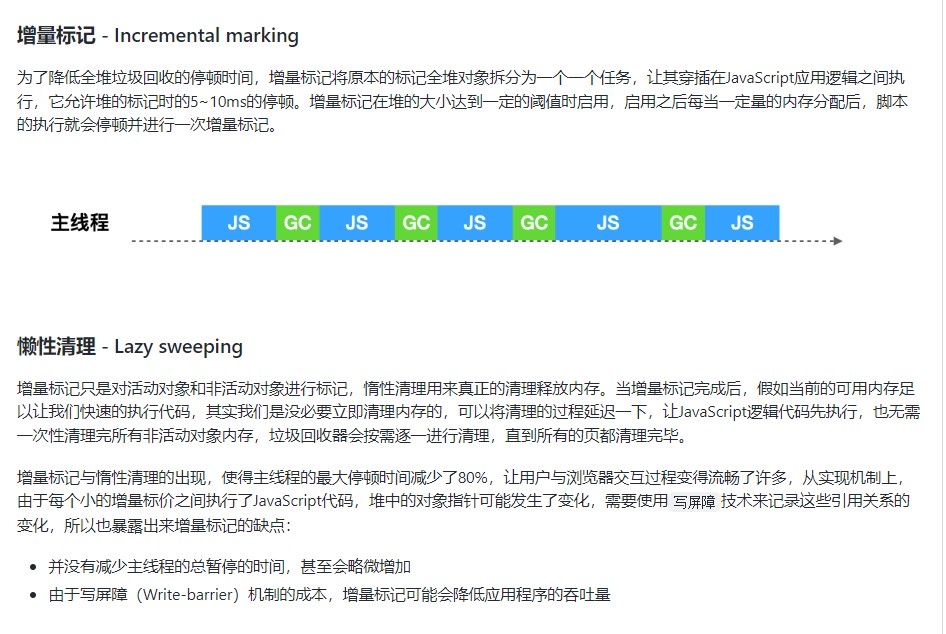 增量标记 - Incremental marking
为了降低全堆垃圾回收的停顿时间，增量标记将原本的标记全堆对象拆分为一个一个任务，让其穿插在JavaScript应用逻辑之间执
行，它允许堆的标记时的5~10ms的停顿。增量标记在堆的大小达到一定的阈值时启用，启用之后每当一定量的内存分配后，脚本
的执行就会停顿并进行一次增量标记。
主线程 JS GC JS GC JS GC JS GC JS
懒性清理 - Lazy sweeping
增量标记只是对活动对象和非活动对象进行标记，惰性清理用来真正的清理释放内存。当增量标记完成后，假如当前的可用内存足
以让我们快速的执行代码，其实我们是没必要立即清理内存的，可以将清理的过程延迟一下，让JavaScript逻辑代码先执行，也无需
一次性清理完所有非活动对象内存，垃圾回收器会按需逐一进行清理，直到所有的页都清理完毕。
增量标记与惰性清理的出现，使得主线程的最大停顿时间减少了80%，让用户与浏览器交互过程变得流畅了许多，从实现机制上，
由于每个小的增量标价之间执行了JavaScript代码，堆中的对象指针可能发生了变化，需要使用 写屏障 技术来记录这些引用关系的
变化，所以也暴露出来增量标记的缺点：
• 并没有减少主线程的总暂停的时间，甚至会略微增加
• 由于写屏障（Write-barrier）机制的成本，增量标记可能会降低应用程序的吞吐量